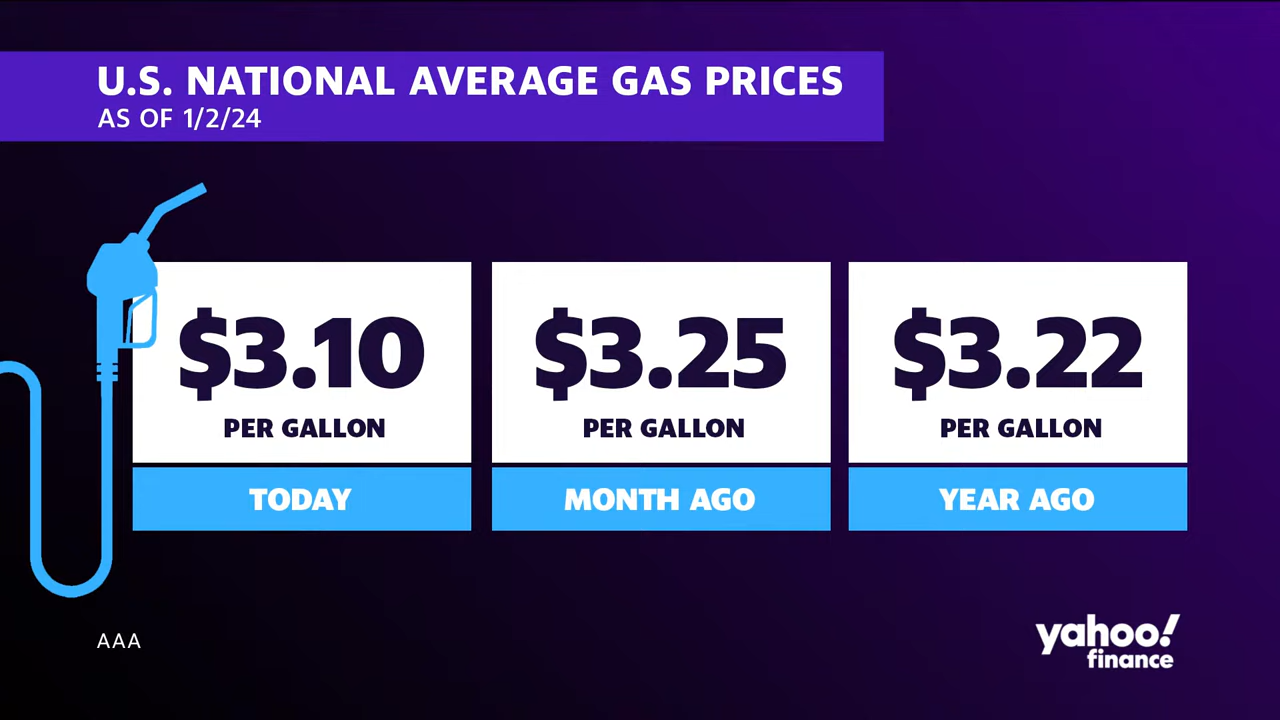 U.S. NATIONAL AVERAGE GAS PRICES
AS OF 1/2/24
$3.10
PER GALLON
TODAY
$3.25
PER GALLON
MONTH AGO
$3.22
PER GALLON
YEAR AGO
AAA
yahoo!
finance